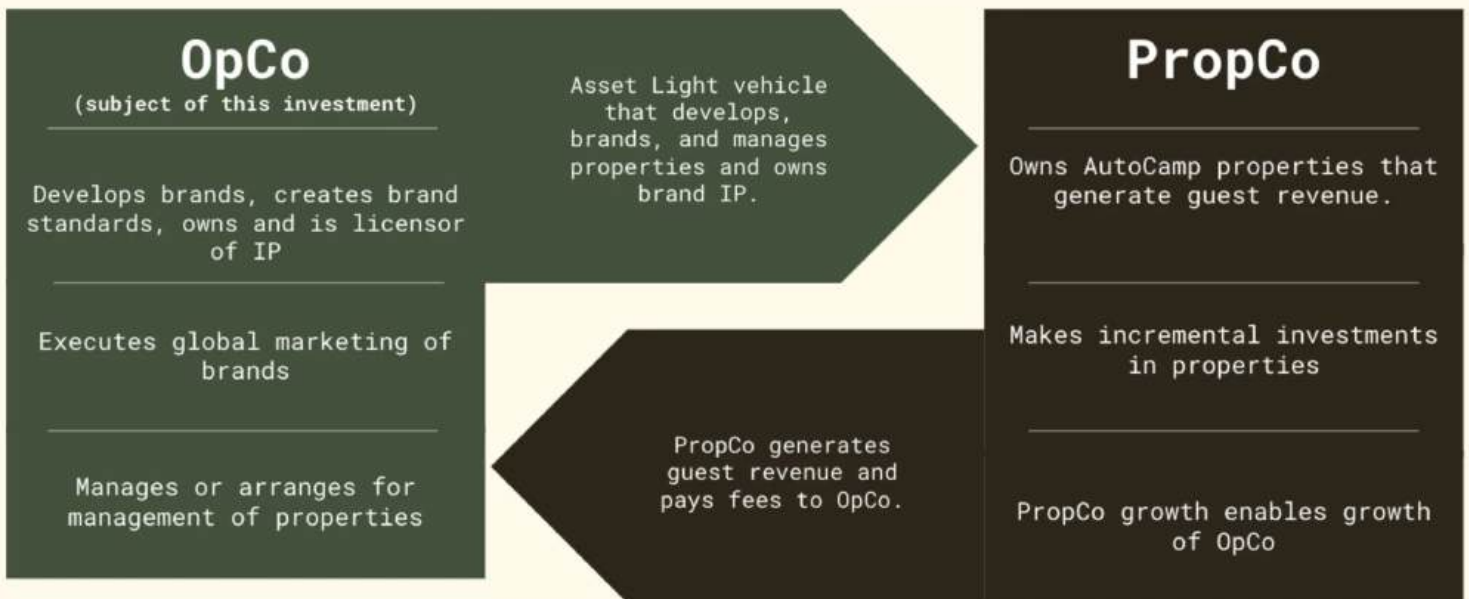 OpCo
(subject of this investment)
Develops brands, creates brand
standards, owns and is licensor
of IP
Executes global marketing of
brands
Manages or arranges for
management of properties
Asset Light vehicle
that develops,
brands, and manages
properties and owns
brand IP.
PropCo generates
guest revenue and
pays fees to OpCo.
PropCo
Owns AutoCamp properties that
generate guest revenue.
Makes incremental investments
in properties
PropCo growth enables growth
of OpCo